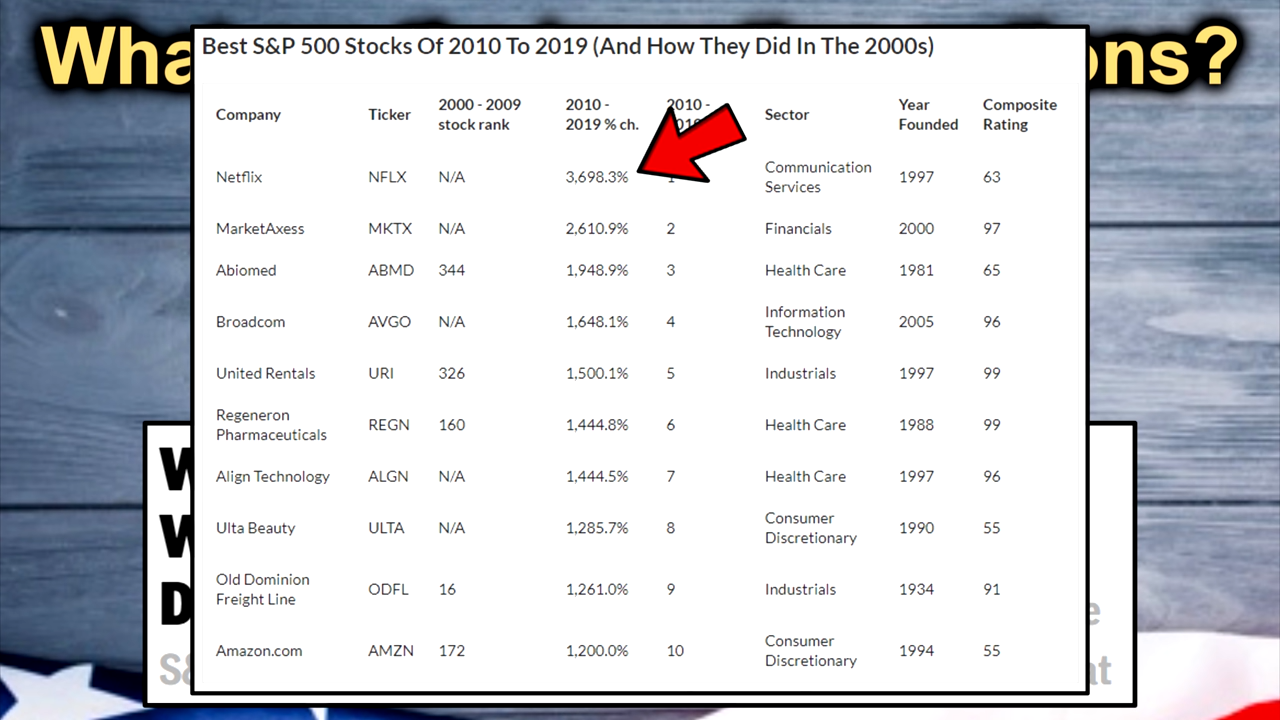 Wha ons?
Best S&P 500 Stocks Of 2010 To 2019 (And How They Did In The 2000s)
Company Ticker 2000 - 2009 stock rank 2010 - 2019 % ch. 2010 - Sector Year Founded Composite Rating
Netflix NFLX N/A 3,698.3% 1 Communication Services 1997 63
MarketAxess MKTX N/A 2,610.9% 2 Financials 2000 97
Abiomed ABMD 344 1,948.9% 3 Health Care 1981 65
Broadcom AVGO N/A 1,648.1% 4 Information Technology 2005 96
United Rentals URI 326 1,500.1% 5 Industrials 1997 99
Regeneron Pharmaceuticals REGN 160 1,444.8% 6 Health Care 1988 99
Align Technology ALGN N/A 1,444.5% 7 Health Care 1997 96
Ulta Beauty ULTA N/A 1,285.7% 8 Consumer Discretionary 1990 55
Old Dominion Freight Line ODFL 16 1,261.0% 9 Industrials 1934 91
Amazon.com AMZN 172 1,200.0% 10 Consumer Discretionary 1994 55